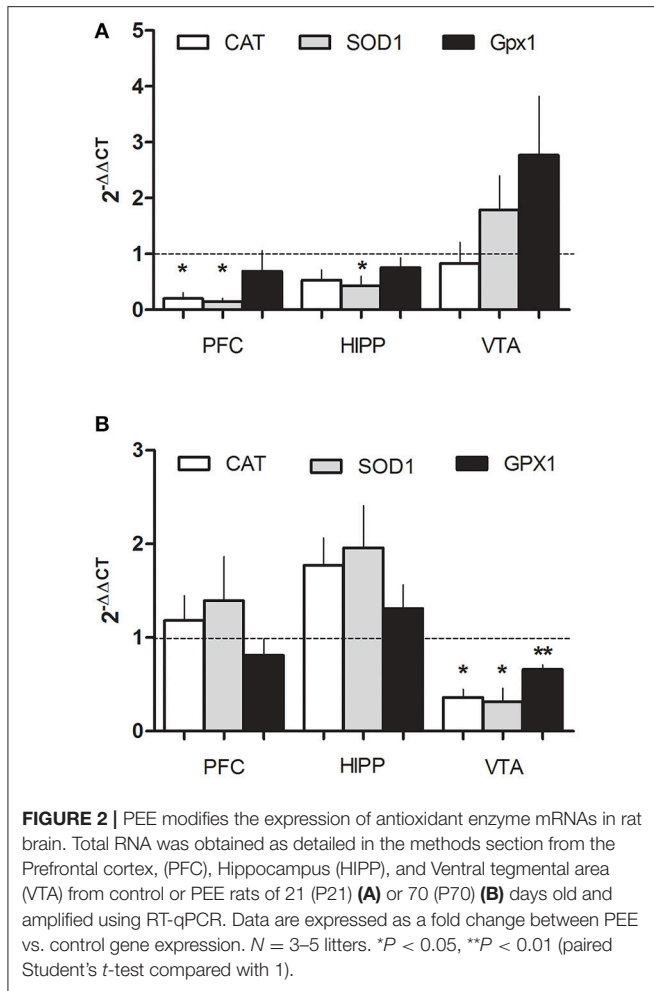 A
CAT SOD1 Gpx1
5
4
3
2
1
0
2^-ΔΔCT
* * *
PFC HIPP VTA
B
CAT SOD1 GPX1
3
2
1
0
2^-ΔΔCT
* * **
PFC HIPP VTA
FIGURE 2 | PEE modifies the expression of antioxidant enzyme mRNAs in rat
brain. Total RNA was obtained as detailed in the methods section from the
Prefrontal cortex, (PFC), Hippocampus (HIPP), and Ventral tegmental area
(VTA) from control or PEE rats of 21 (P21) (A) or 70 (P70) (B) days old and
amplified using RT-qPCR. Data are expressed as a fold change between PEE
vs. control gene expression. N = 3–5 litters. *P < 0.05, **P < 0.01 (paired
Student's t-test compared with 1).